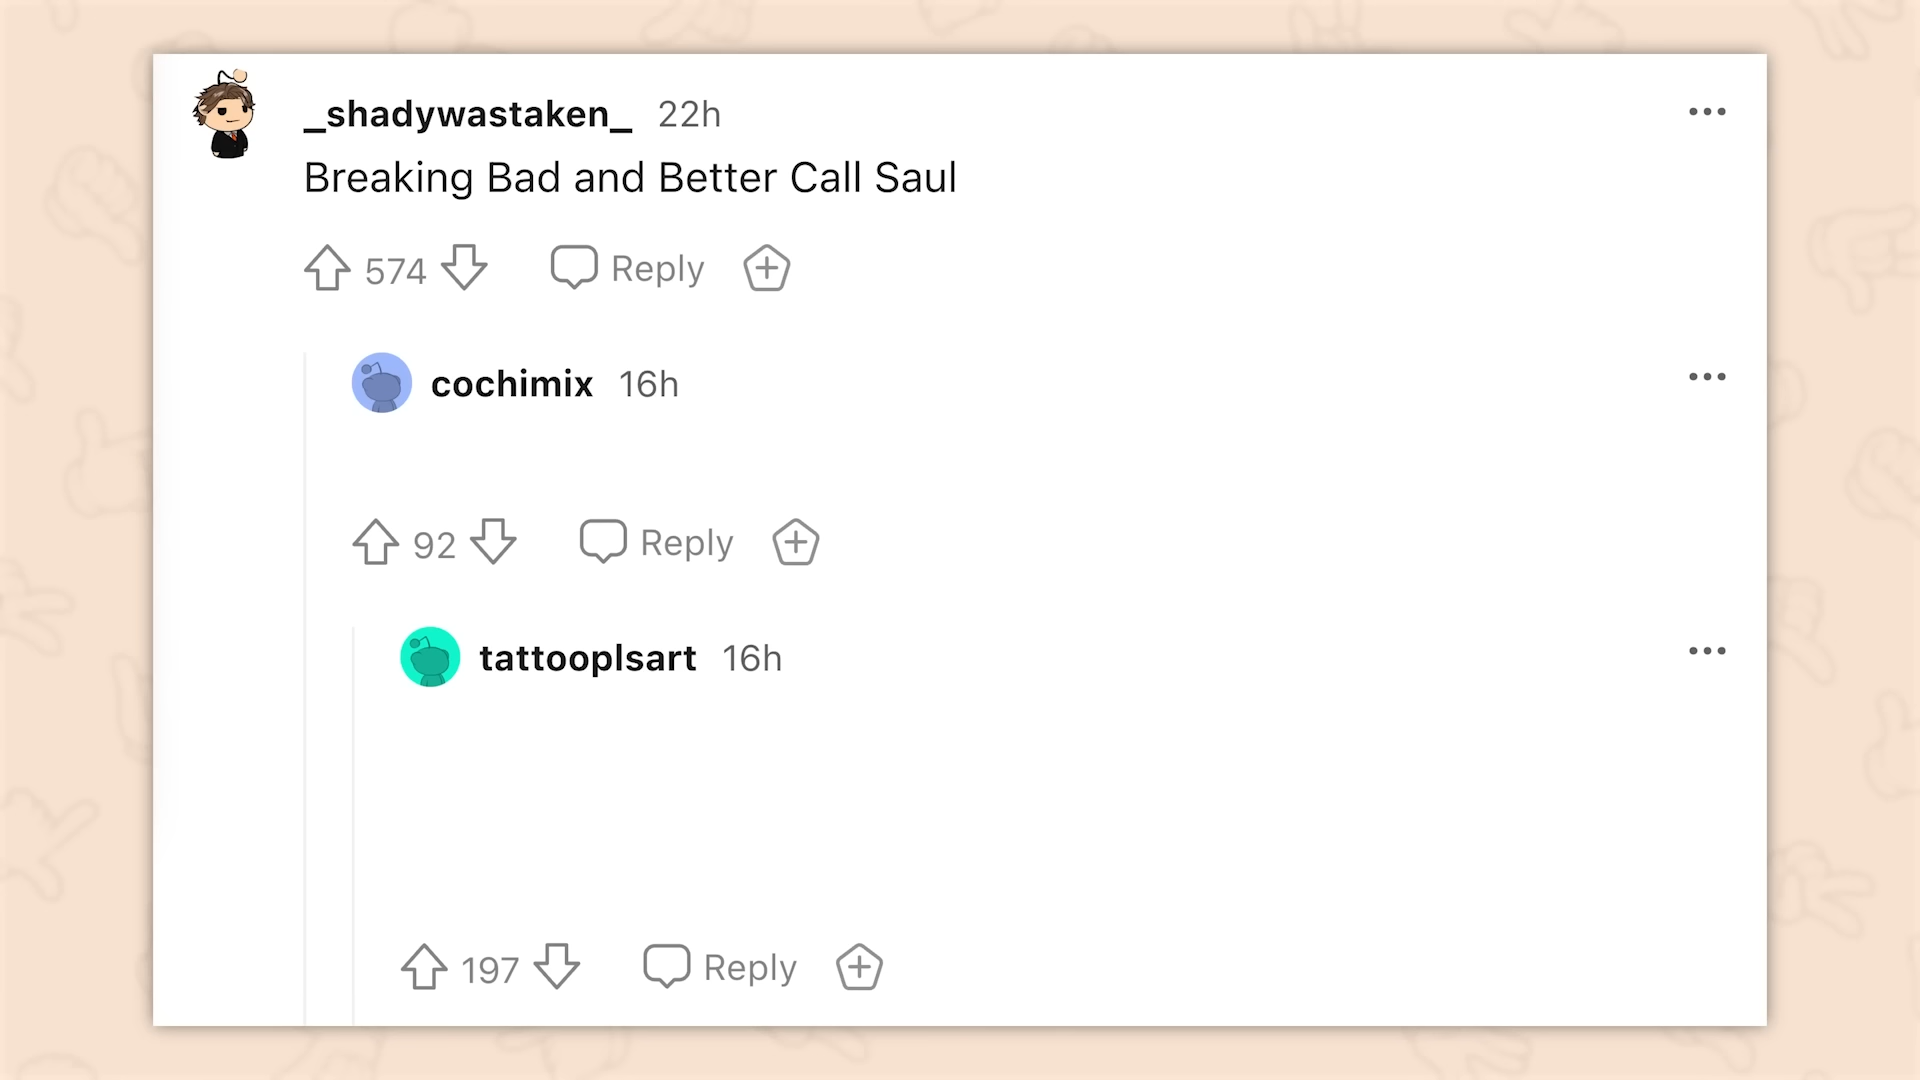 _shadywastaken_ 22h
Breaking Bad and Better Call Saul
574 Reply
cochimix 16h
92 Reply
tattooplsart 16h
197 Reply